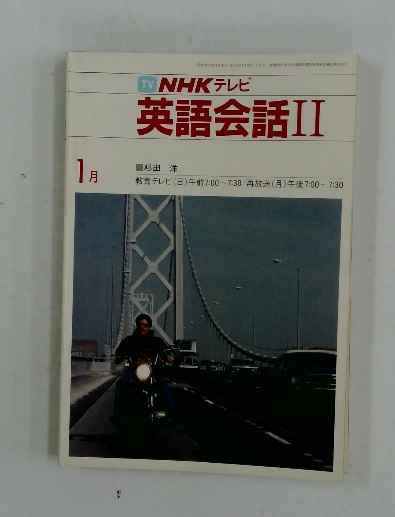 TV NHKテレビ
英語会話II
1月
■杉田 洋
教育テレビ(日)午前7:00〜7:30/再放送(月)午後7:00〜7:30